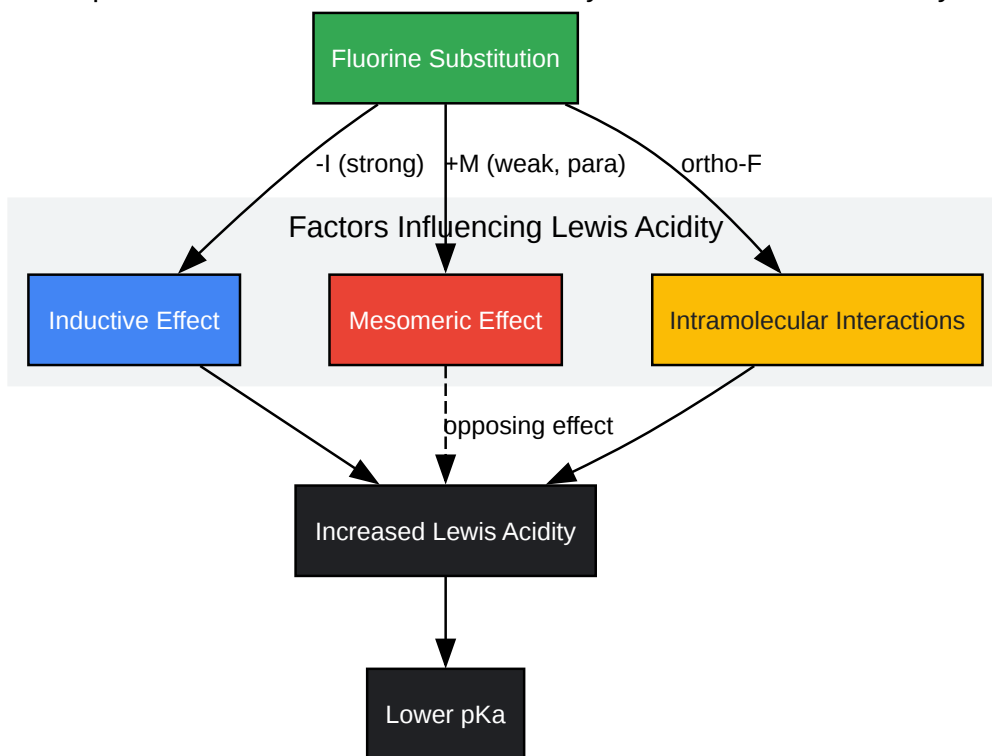 Fluorine Substitution
-I (strong)
+M (weak, para)
ortho-F
Factors Influencing Lewis Acidity
Inductive Effect
Mesomeric Effect
Intramolecular Interactions
opposing effect
Increased Lewis Acidity
Lower pKa